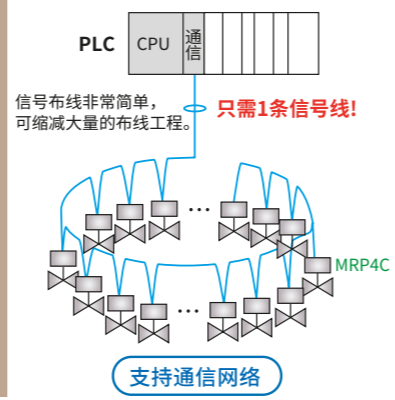 PLC
CPU
通信
信号布线非常简单，
可缩减大量的布线工程。
只需1条信号线!
···
MRP4C
···
支持通信网络